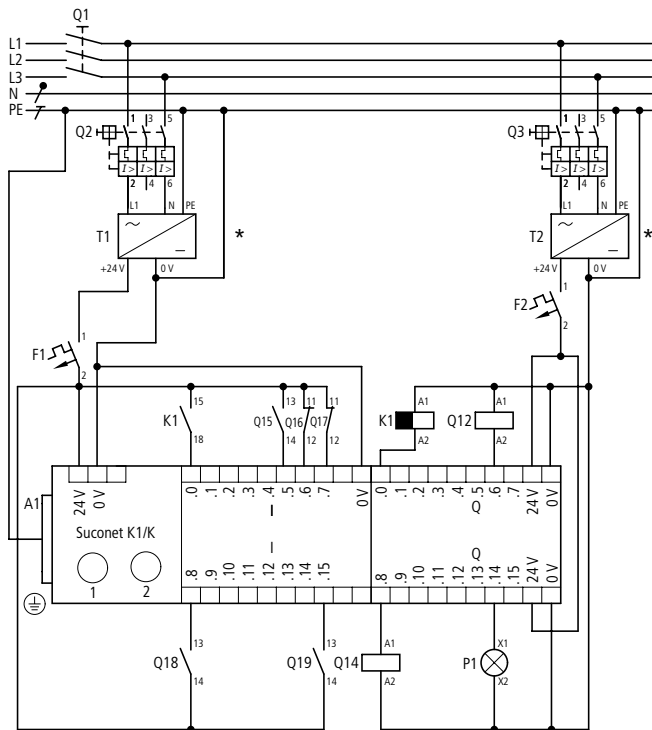 Q1
L1
L2
L3
N
PE
Q2 1 3 5
I> I> I>
2 4 6
Q3 1 3 5
I> I> I>
2 4 6
L1 N PE
T1 ~ *
+24 V 0 V
L1 N PE
T2 ~ *
+24 V 0 V
F1 1
2
F2 1
2
K1 15
18
Q15 13
14
Q16 11
12
Q17 11
12
K1 A1
A2
Q12 A1
A2
A1
24 V 0 V .0 .1 .2 .3 .4 .5 .6 .7 0 V .0 .1 .2 .3 .4 .5 .6 .7 24 V 0 V
I Q
Suconet K1/K
I Q
1 2
.8 .9 .10 .11 .12 .13 .14 .15 .8 .9 .10 .11 .12 .13 .14 .15 24 V 0 V
Q18 13
14
Q19 13
14
Q14 A1
A2
P1 X1
X2